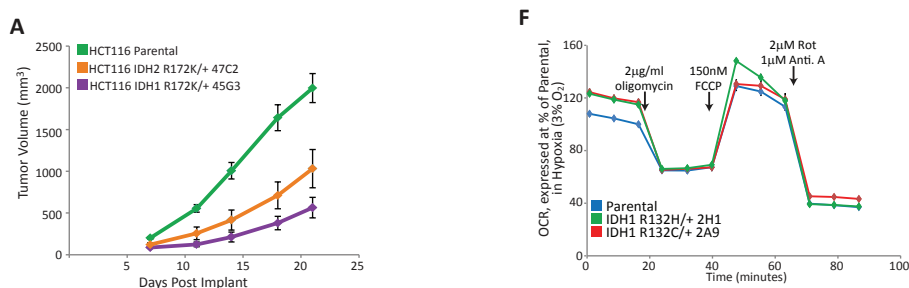 A
Tumor Volume (mm³)
2500
2000
1500
1000
500
0
HCT116 Parental
HCT116 IDH2 R172K/+ 47C2
HCT116 IDH1 R172K/+ 45G3
5
10
15
20
25
Days Post Implant
F
OCR, expressed at % of Parental,
in Hypoxia (3% O₂)
160
120
80
40
0
2µg/ml
oligomycin
150nM
FCCP
2µM Rot
1µM Anti. A
Parental
IDH1 R132H/+ 2H1
IDH1 R132C/+ 2A9
0
20
40
60
80
100
Time (minutes)